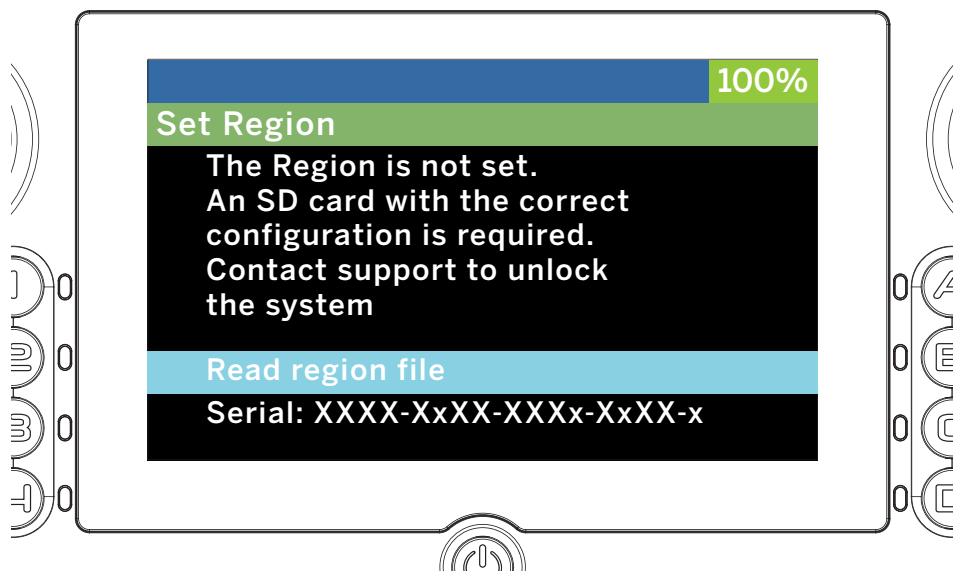 100%
Set Region
The Region is not set.
An SD card with the correct
configuration is required.
Contact support to unlock
the system
Read region file
Serial: XXXX-XxXX-XXXx-XxXX-x
A
B
C
D